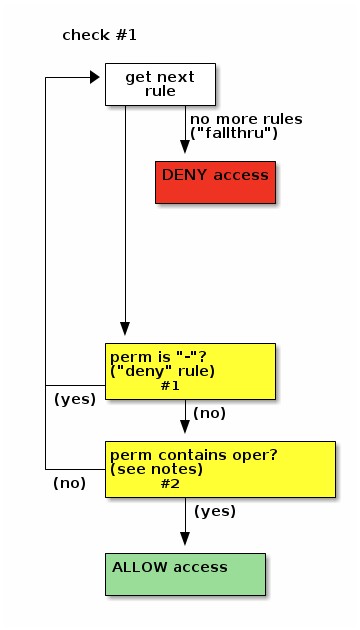 check #1
get next
rule
no more rules
("fallthru")
DENY access
perm is "-"?
("deny" rule)
#1
(yes)
(no)
perm contains oper?
(see notes)
#2
(no)
(yes)
ALLOW access